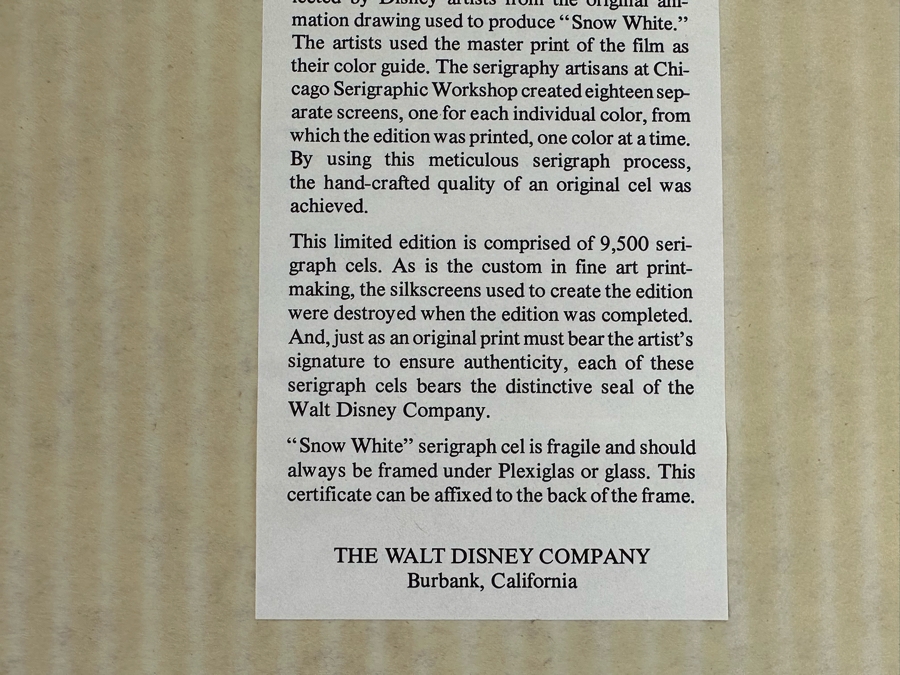 lected by Disney artists from the original ani-
mation drawing used to produce “Snow White.”
The artists used the master print of the film as
their color guide. The serigraphy artisans at Chi-
cago Serigraphic Workshop created eighteen sep-
arate screens, one for each individual color, from
which the edition was printed, one color at a time.
By using this meticulous serigraph process,
the hand-crafted quality of an original cel was
achieved.
This limited edition is comprised of 9,500 seri-
graph cels. As is the custom in fine art print-
making, the silkscreens used to create the edition
were destroyed when the edition was completed.
And, just as an original print must bear the artist’s
signature to ensure authenticity, each of these
serigraph cels bears the distinctive seal of the
Walt Disney Company.
“Snow White” serigraph cel is fragile and should
always be framed under Plexiglas or glass. This
certificate can be affixed to the back of the frame.
THE WALT DISNEY COMPANY
Burbank, California